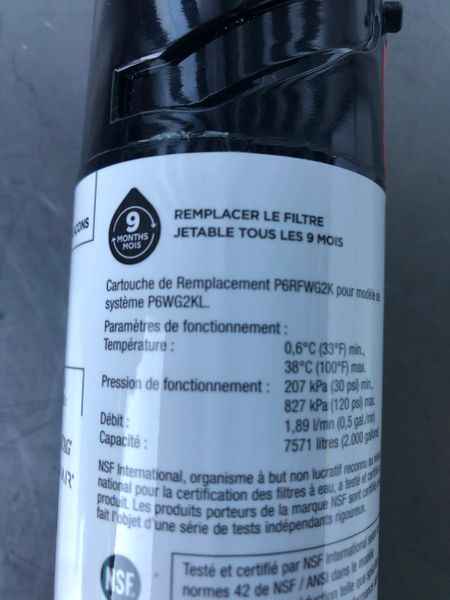 9
MONTHS
MOIS
REMPLACER LE FILTRE
JETABLE TOUS LES 9 MOIS
Cartouche de Remplacement P6RFWG2K pour modèle de
système P6WG2KL.
Paramètres de fonctionnement :
Température : 0,6°C (33°F) min.,
38°C (100°F) max.
Pression de fonctionnement : 207 kPa (30 psi) min.,
827 kPa (120 psi) max.
Débit : 1,89 l/mn (0,5 gal./mn)
Capacité : 7571 litres (2.000 gallons)
NSF International, organisme à but non lucratif reconnu au
national pour la certification des filtres à eau, a testé et certifié
produit. Les produits porteurs de la marque NSF sont certifiés
fait l'objet d'une série de tests indépendants rigoureux.
NSF
Testé et certifié par NSF International selon
normes 42 de NSF / ANSI dans le modèle